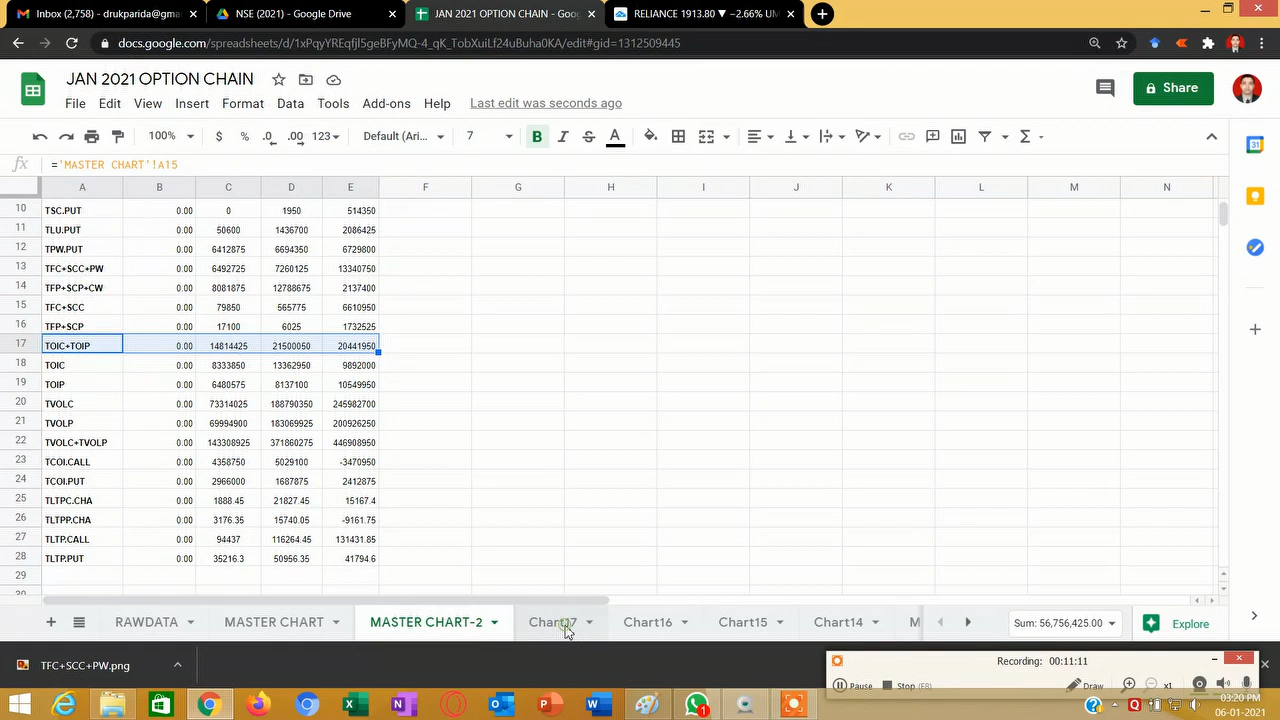 Inbox (2,758) - drukparida@gma
NSE (2021) - Google Drive
JAN2021 OPTION CHAIN - Goo
RELIANCE 1913.80 ▼ −2.66% UN
docs.google.com/spreadsheets/d/1xPqyYREqfjI5geBFyMQ-4_qK_TobXuiLf24uBuha0KA/edit#gid=1312509445
JAN 2021 OPTION CHAIN
File Edit View Insert Format Data Tools Add-ons Help Last edit was seconds ago
Share
100% $ % .0 .00 123 Default (Ari... 7 B I S A
fx ='MASTER CHART'!A15
A B C D E F G H I J K L M N
10 TSC.PUT 0.00 0 1950 514350
11 TLU.PUT 0.00 50600 1436700 2086425
12 TPW.PUT 0.00 6412875 6694350 6729800
13 TFC+SCC+PW 0.00 6492725 7260125 13340750
14 TFP+SCP+CW 0.00 8081875 12788675 2137400
15 TFC+SCC 0.00 79850 565775 6610950
16 TFP+SCP 0.00 17100 6025 1732525
17 TOIC+TOIP 0.00 14814425 21500050 20441950
18 TOIC 0.00 8333850 13362950 9892000
19 TOIP 0.00 6480575 8137100 10549950
20 TVOLC 0.00 73314025 188790350 245982700
21 TVOLP 0.00 69994900 183069925 200926250
22 TVOLC+TVOLP 0.00 143308925 371860275 446908950
23 TCOI.CALL 0.00 4358750 5029100 -3470950
24 TCOI.PUT 0.00 2966000 1687875 2412875
25 TLTPC.CHA 0.00 1888.45 21827.45 15167.4
26 TLTPP.CHA 0.00 3176.35 15740.05 -9161.75
27 TLTP.CALL 0.00 94437 116264.45 131431.85
28 TLTP.PUT 0.00 35216.3 50956.35 41794.6
29
30
RAWDATA MASTER CHART MASTER CHART-2 Chart17 Chart16 Chart15 Chart14 M Sum: 56,756,425.00 Explore
TFC+SCC+PW.png
Recording: 00:11:11
Pause Stop (F8) Draw x1
03:20 PM
06-01-2021